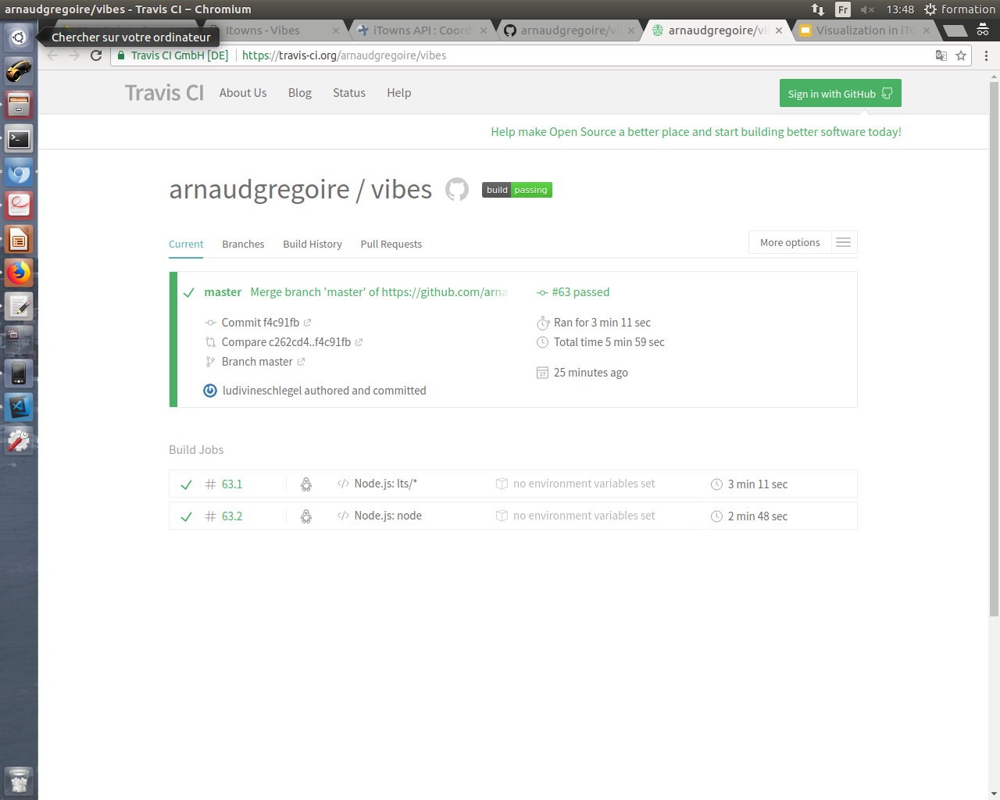 arnaudgregoire/vibes - Travis CI – Chromium
Fr
13:48
formation
Chercher sur votre ordinateur
Itowns - Vibes
iTowns API : Coord
arnaudgregoire/vi
arnaudgregoire/vi
Visualization in iTo
Travis CI GmbH [DE]
https://travis-ci.org/arnaudgregoire/vibes
Travis CI
About Us
Blog
Status
Help
Sign in with GitHub
Help make Open Source a better place and start building better software today!
arnaudgregoire / vibes
build passing
Current
Branches
Build History
Pull Requests
More options
master Merge branch 'master' of https://github.com/arna
#63 passed
Commit f4c91fb
Ran for 3 min 11 sec
Compare c262cd4..f4c91fb
Total time 5 min 59 sec
Branch master
27
25 minutes ago
ludivineschlegel authored and committed
Build Jobs
# 63.1
</> Node.js: lts/*
no environment variables set
3 min 11 sec
# 63.2
</> Node.js: node
no environment variables set
2 min 48 sec